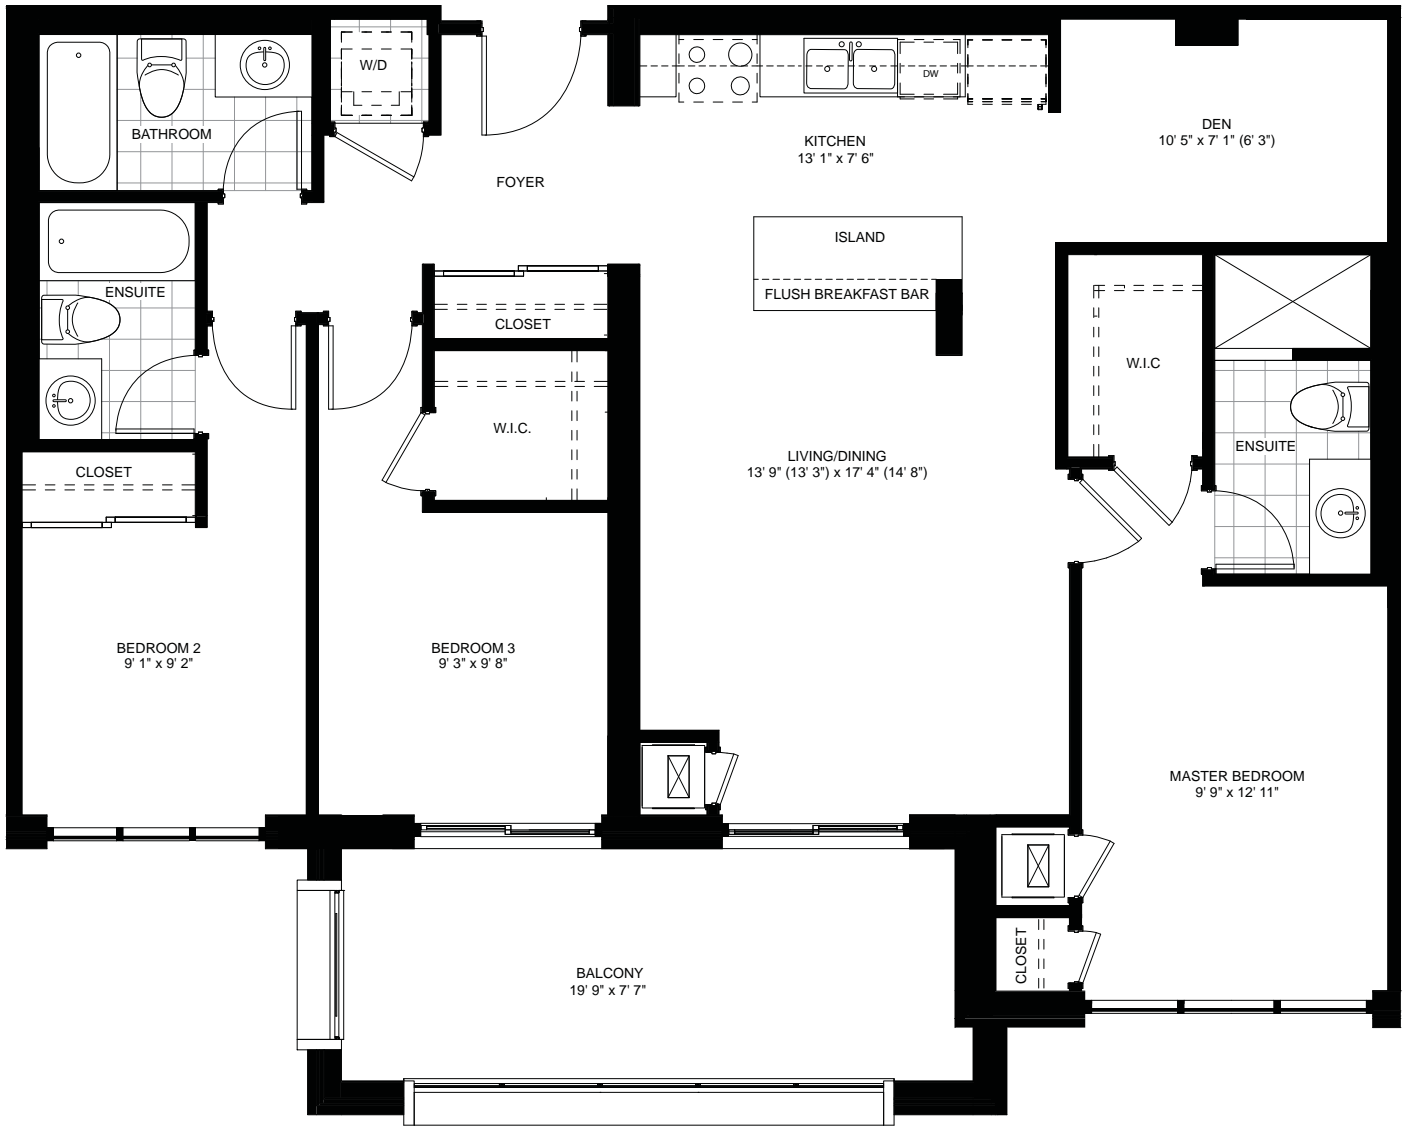 W/D
DW
BATHROOM
KITCHEN
13' 1" x 7' 6"
DEN
10' 5" x 7' 1" (6' 3")
FOYER
ISLAND
FLUSH BREAKFAST BAR
ENSUITE
CLOSET
W.I.C
W.I.C.
ENSUITE
CLOSET
LIVING/DINING
13' 9" (13' 3") x 17' 4" (14' 8")
BEDROOM 2
9' 1" x 9' 2"
BEDROOM 3
9' 3" x 9' 8"
MASTER BEDROOM
9' 9" x 12' 11"
CLOSET
BALCONY
19' 9" x 7' 7"